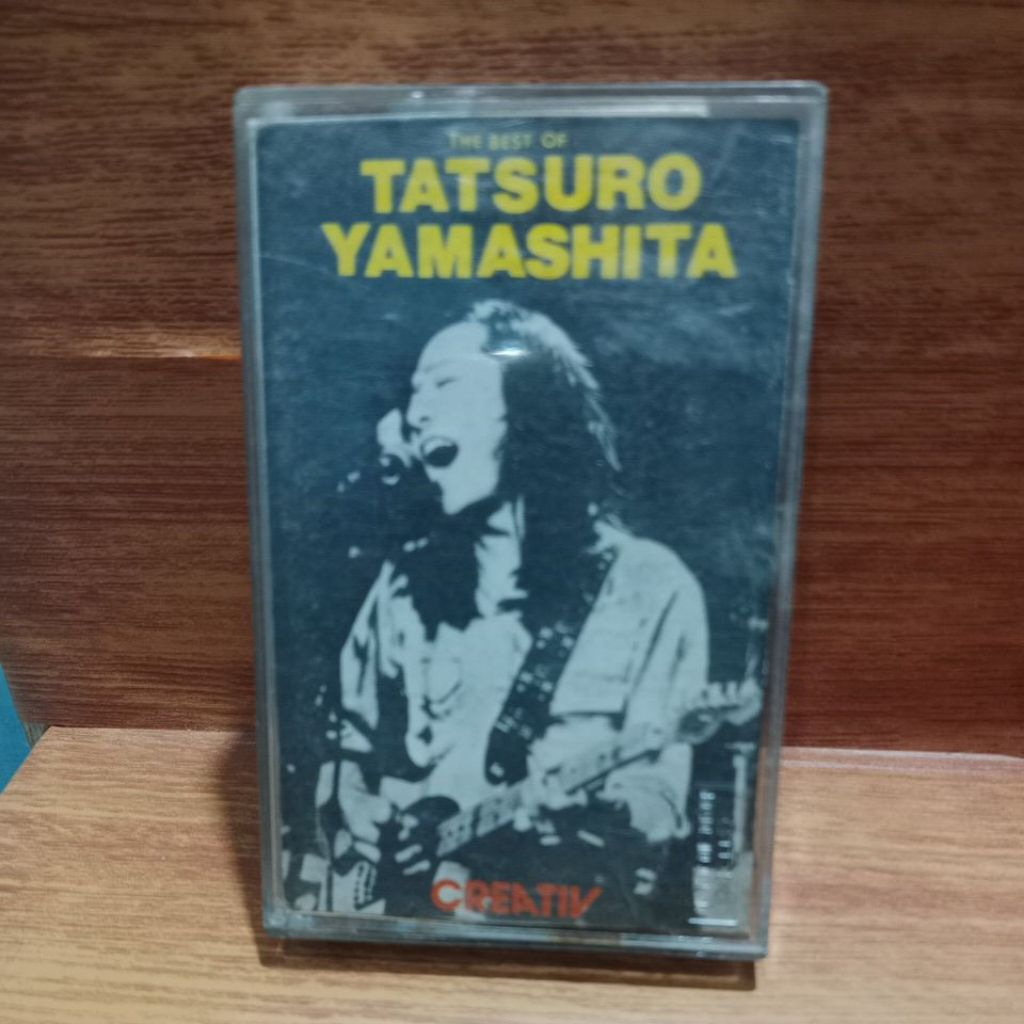 THE BEST OF
TATSURO
YAMASHITA
CREATIV